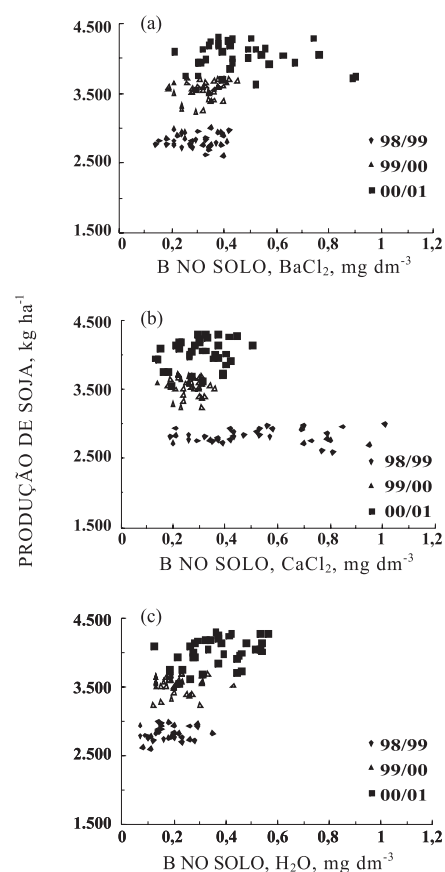 PRODUÇÃO DE SOJA, kg ha⁻¹
(a)
4.500
3.500
2.500
1.500
98/99
99/00
00/01
0 0,2 0,4 0,6 0,8 1 1,2
B NO SOLO, BaCl₂, mg dm⁻³
(b)
4.500
3.500
2.500
1.500
98/99
99/00
00/01
0 0,2 0,4 0,6 0,8 1 1,2
B NO SOLO, CaCl₂, mg dm⁻³
(c)
4.500
3.500
2.500
1.500
98/99
99/00
00/01
0 0,2 0,4 0,6 0,8 1 1,2
B NO SOLO, H₂O, mg dm⁻³